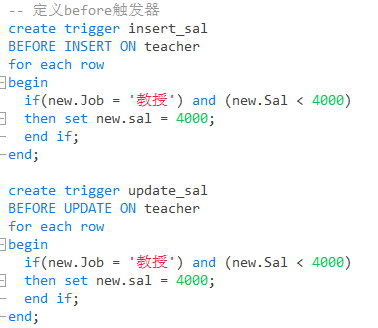 -- 定义before触发器
create trigger insert_sal
BEFORE INSERT ON teacher
for each row
begin
  if(new.Job = '教授') and (new.Sal < 4000)
  then set new.sal = 4000;
  end if;
end;

create trigger update_sal
BEFORE UPDATE ON teacher
for each row
begin
  if(new.Job = '教授') and (new.Sal < 4000)
  then set new.sal = 4000;
  end if;
end;